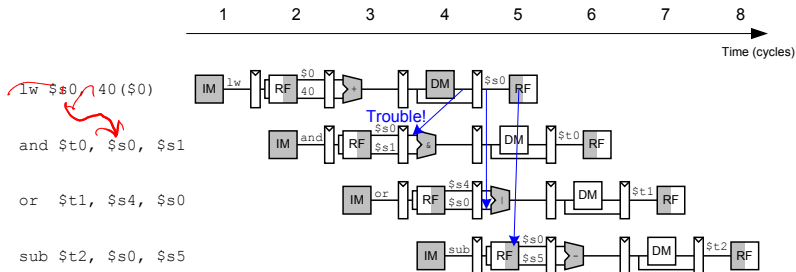 1 2 3 4 5 6 7 8
Time (cycles)
lw $s0, 40($0)
IM lw RF $0 40 + DM $s0 RF
Trouble!
and $t0, $s0, $s1
IM and RF $s0 $s1 & DM $t0 RF
or $t1, $s4, $s0
IM or RF $s4 $s0 | DM $t1 RF
sub $t2, $s0, $s5
IM sub RF $s0 $s5 - DM $t2 RF